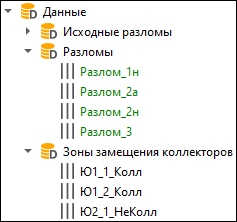 Данные
Исходные разломы
Разломы
Разлом_1н
Разлом_2а
Разлом_2н
Разлом_3
Зоны замещения коллекторов
Ю1_1_Колл
Ю1_2_Колл
Ю2_1_НеКолл